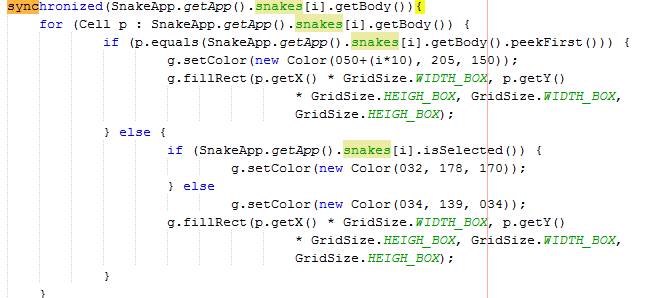 synchronized(SnakeApp.getApp().snakes[i].getBody()){
for (Cell p : SnakeApp.getApp().snakes[i].getBody()) {
if (p.equals(SnakeApp.getApp().snakes[i].getBody().peekFirst())) {
g.setColor(new Color(050+(i*10), 205, 150));
g.fillRect(p.getX() * GridSize.WIDTH_BOX, p.getY()
* GridSize.HEIGH_BOX, GridSize.WIDTH_BOX,
GridSize.HEIGH_BOX);
} else {
if (SnakeApp.getApp().snakes[i].isSelected()) {
g.setColor(new Color(032, 178, 170));
} else
g.setColor(new Color(034, 139, 034));
g.fillRect(p.getX() * GridSize.WIDTH_BOX, p.getY()
* GridSize.HEIGH_BOX, GridSize.WIDTH_BOX,
GridSize.HEIGH_BOX);
}
}